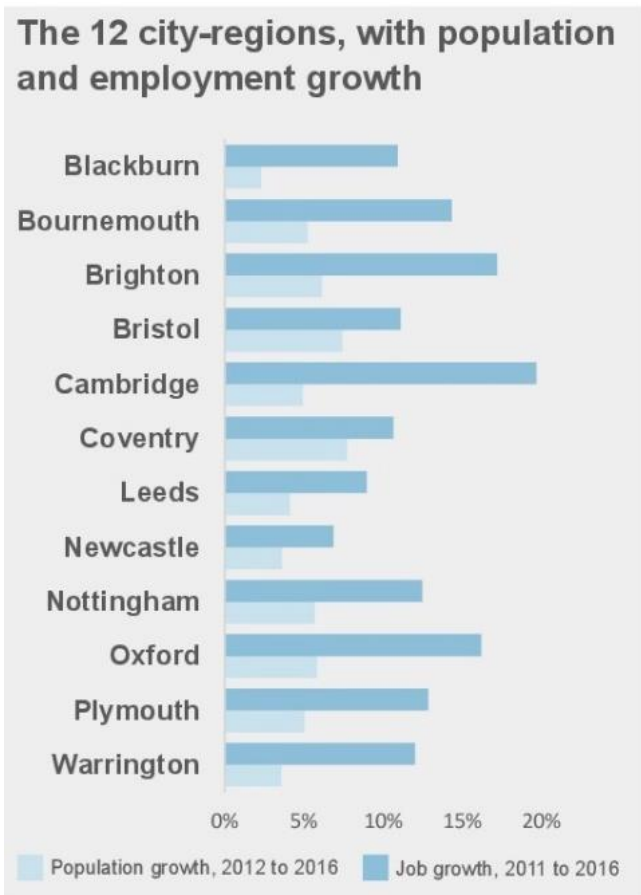 The 12 city-regions, with population
and employment growth
Blackburn
Bournemouth
Brighton
Bristol
Cambridge
Coventry
Leeds
Newcastle
Nottingham
Oxford
Plymouth
Warrington
0% 5% 10% 15% 20%
Population growth, 2012 to 2016 Job growth, 2011 to 2016